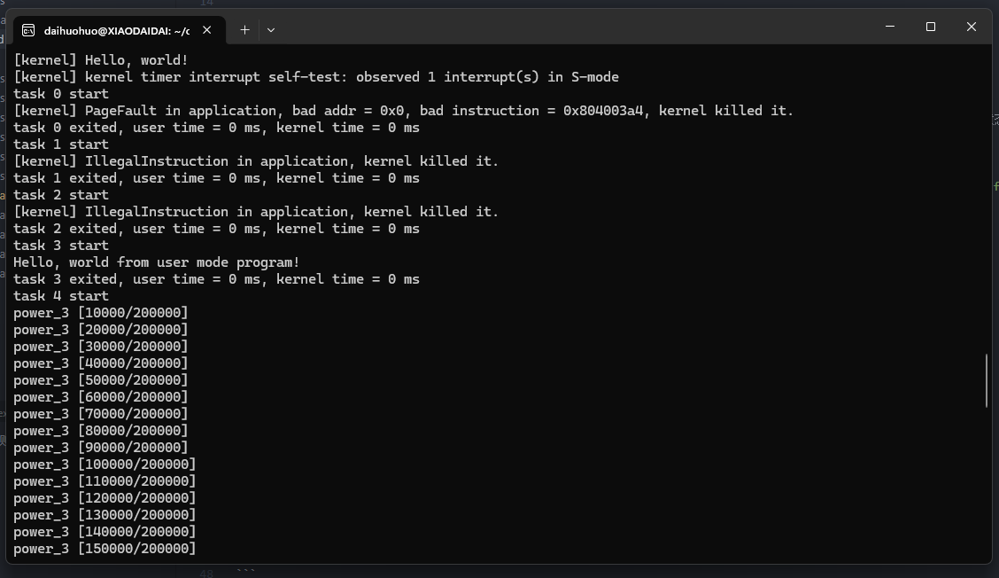 14
daihuohuo@XIAODAIDAI: ~/c
[kernel] Hello, world!
[kernel] kernel timer interrupt self-test: observed 1 interrupt(s) in S-mode
task 0 start
[kernel] PageFault in application, bad addr = 0x0, bad instruction = 0x804003a4, kernel killed it.
task 0 exited, user time = 0 ms, kernel time = 0 ms
task 1 start
[kernel] IllegalInstruction in application, kernel killed it.
task 1 exited, user time = 0 ms, kernel time = 0 ms
task 2 start
[kernel] IllegalInstruction in application, kernel killed it.
task 2 exited, user time = 0 ms, kernel time = 0 ms
task 3 start
Hello, world from user mode program!
task 3 exited, user time = 0 ms, kernel time = 0 ms
task 4 start
power_3 [10000/200000]
power_3 [20000/200000]
power_3 [30000/200000]
power_3 [40000/200000]
power_3 [50000/200000]
power_3 [60000/200000]
power_3 [70000/200000]
power_3 [80000/200000]
power_3 [90000/200000]
power_3 [100000/200000]
power_3 [110000/200000]
power_3 [120000/200000]
power_3 [130000/200000]
power_3 [140000/200000]
power_3 [150000/200000]
48 ```